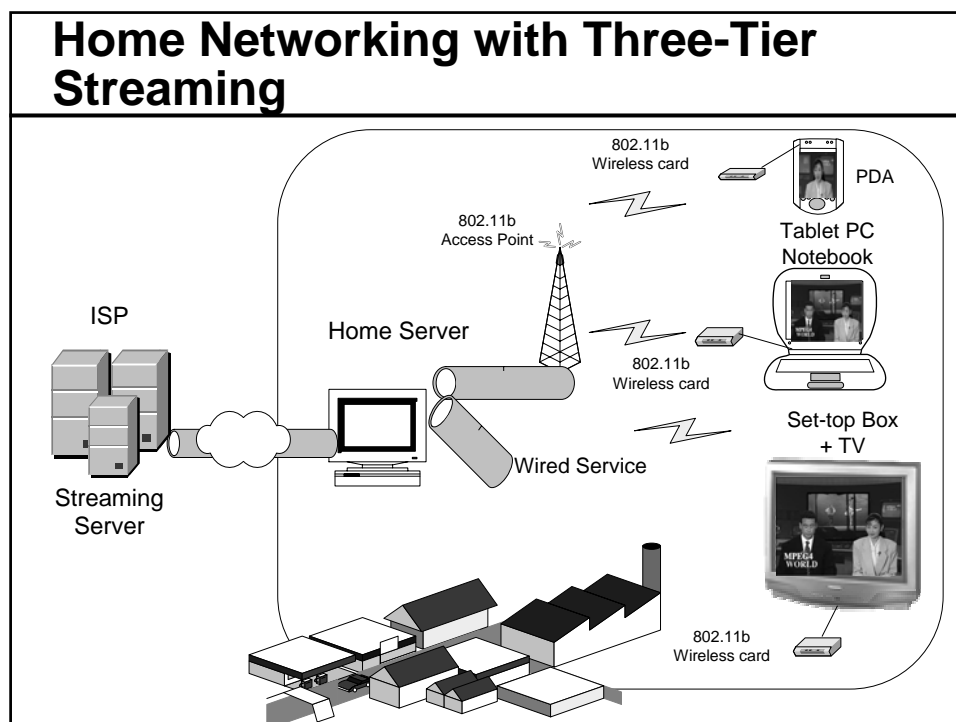 Home Networking with Three-Tier
Streaming
802.11b
Wireless card
PDA
802.11b
Access Point
Tablet PC
Notebook
ISP
Home Server
MPEG4
WORLD
802.11b
Wireless card
Set-top Box
+ TV
Wired Service
Streaming
Server
MPEG4
WORLD
802.11b
Wireless card